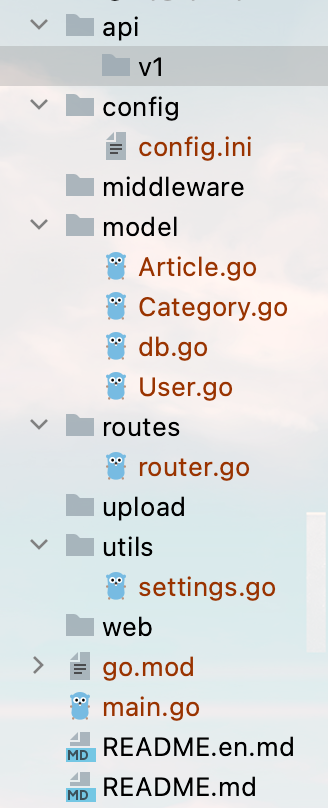 api
v1
config
config.ini
middleware
model
Article.go
Category.go
db.go
User.go
routes
router.go
upload
utils
settings.go
web
go.mod
main.go
MD README.en.md
MD README.md